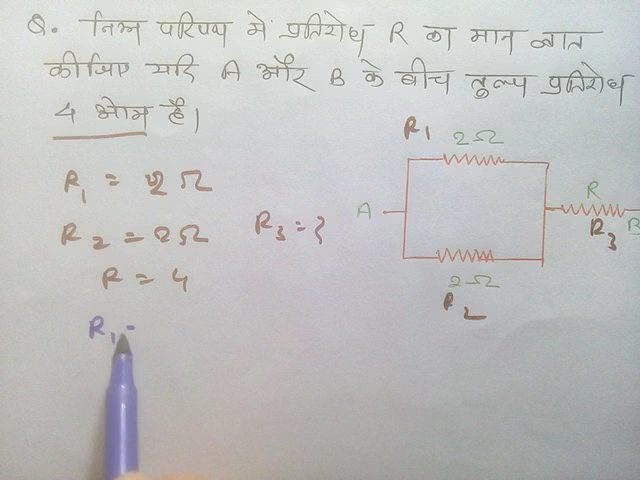 Q. निम्न परिपथ में प्रतिरोध R का मान ज्ञात
कीजिए यदि A और B के बीच तुल्य प्रतिरोध
4 ओम है।
R1 2Ω
R1 = 2Ω
A
R
B
R2 = 2Ω
R3 = ?
R3
R = 4
2Ω
R2
R1 =